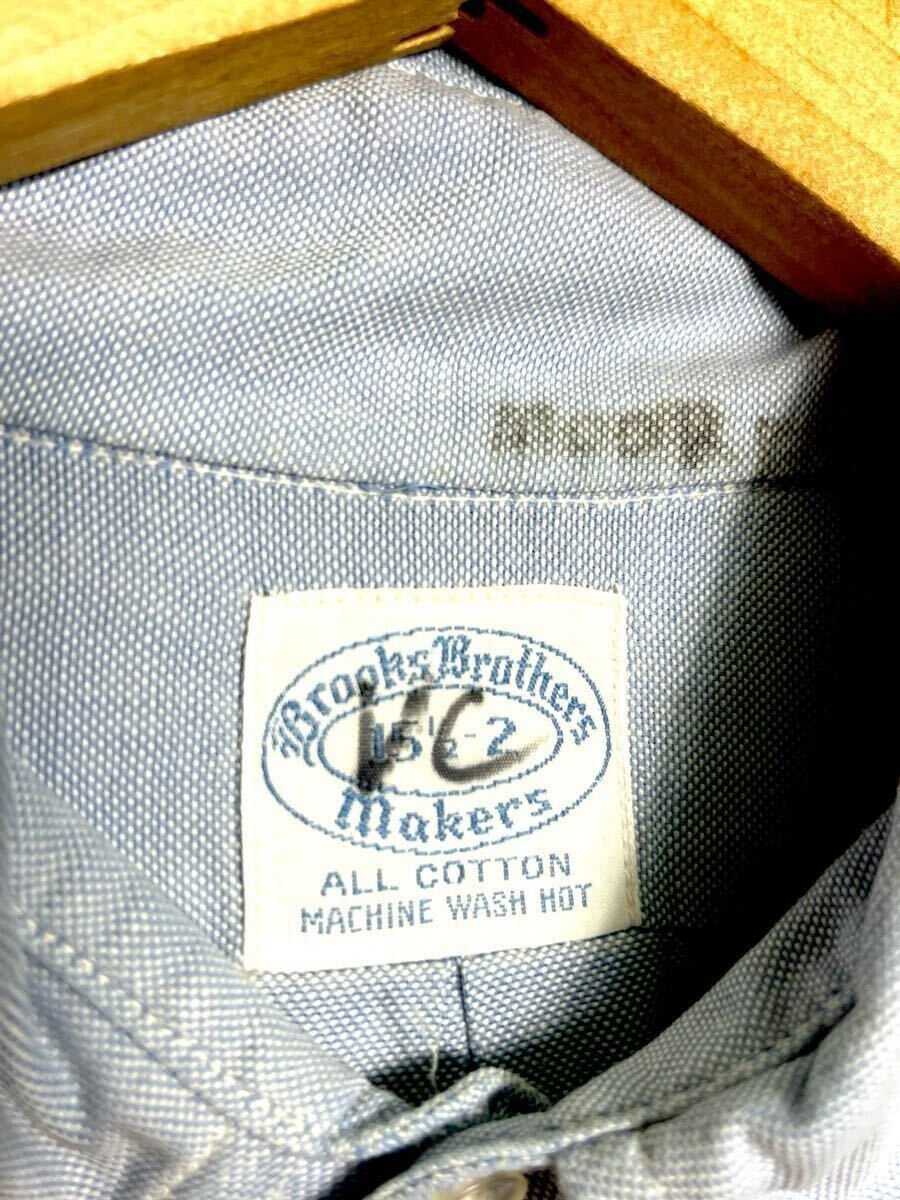 Brooks Brothers
15½-2
Makers
ALL COTTON
MACHINE WASH HOT